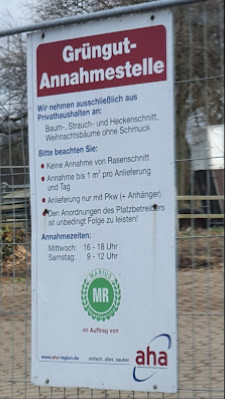 Grüngut-
Annahmestelle
Wir nehmen ausschließlich aus
Privathaushalten an:
Baum-, Strauch- und Heckenschnitt,
Weihnachtsbäume ohne Schmuck
Bitte beachten Sie:
• Keine Annahme von Rasenschnitt
• Annahme bis 1 m³ pro Anlieferung
und Tag
• Anlieferung nur mit Pkw (+ Anhänger)
• Den Anordnungen des Platzbetreibers
ist unbedingt Folge zu leisten!
Annahmezeiten:
Mittwoch: 16 - 18 Uhr
Samstag: 9 - 12 Uhr
MARIUS
MR
im Auftrag von
www.aha-region.de
einfach. alles. sauber.
aha